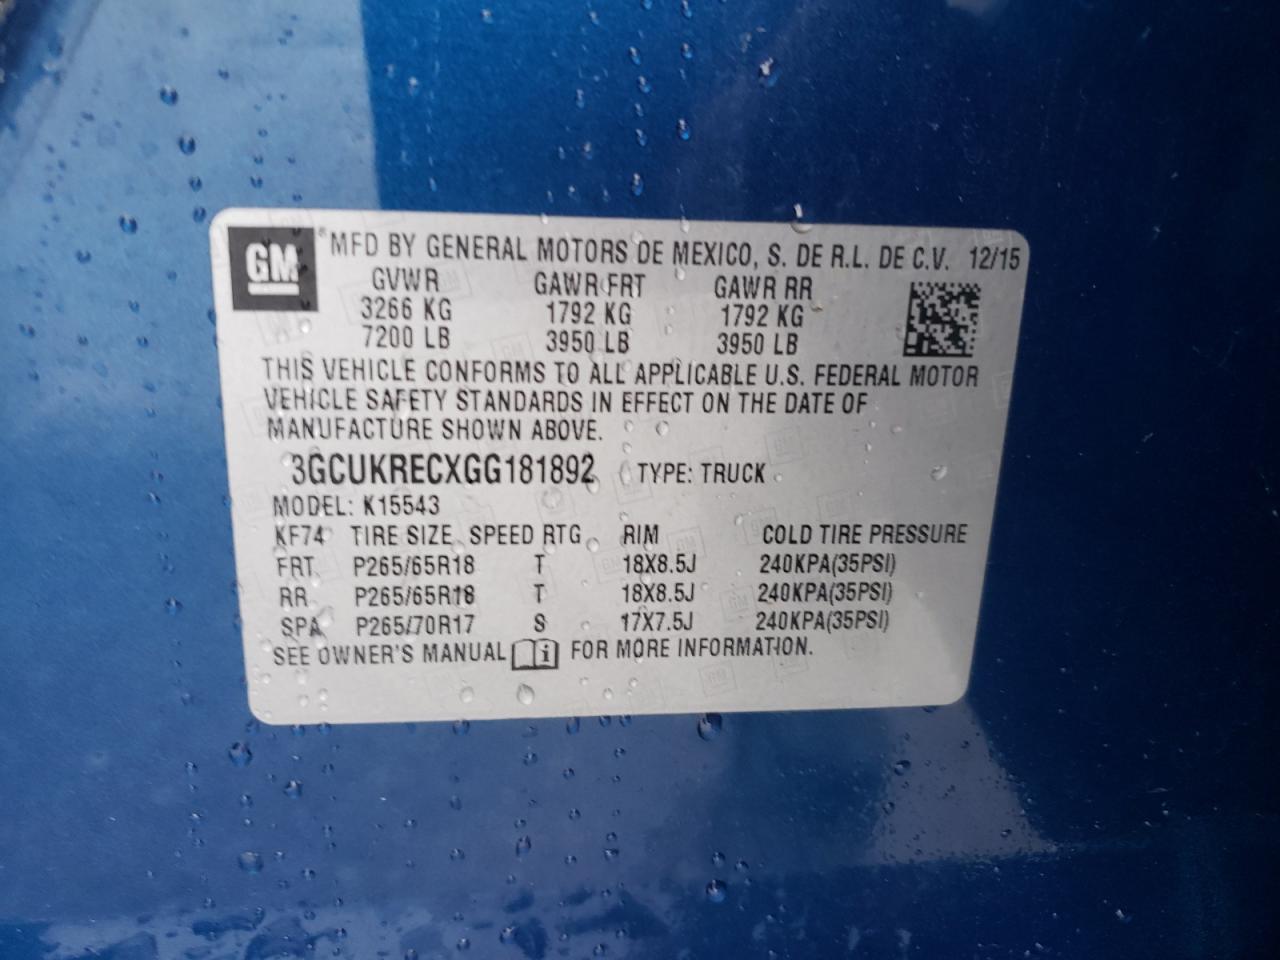 GM
®MFD BY GENERAL MOTORS DE MEXICO, S. DE R.L. DE C.V. 12/15
GVWR GAWR FRT GAWR RR
3266 KG 1792 KG 1792 KG
7200 LB 3950 LB 3950 LB
THIS VEHICLE CONFORMS TO ALL APPLICABLE U.S. FEDERAL MOTOR
VEHICLE SAFETY STANDARDS IN EFFECT ON THE DATE OF
MANUFACTURE SHOWN ABOVE.
3GCUKRECXGG181892 TYPE: TRUCK
MODEL: K15543
KF74 TIRE SIZE SPEED RTG RIM COLD TIRE PRESSURE
FRT P265/65R18 T 18X8.5J 240KPA(35PSI)
RR P265/65R18 T 18X8.5J 240KPA(35PSI)
SPA P265/70R17 S 17X7.5J 240KPA(35PSI)
SEE OWNER'S MANUAL i FOR MORE INFORMATION.